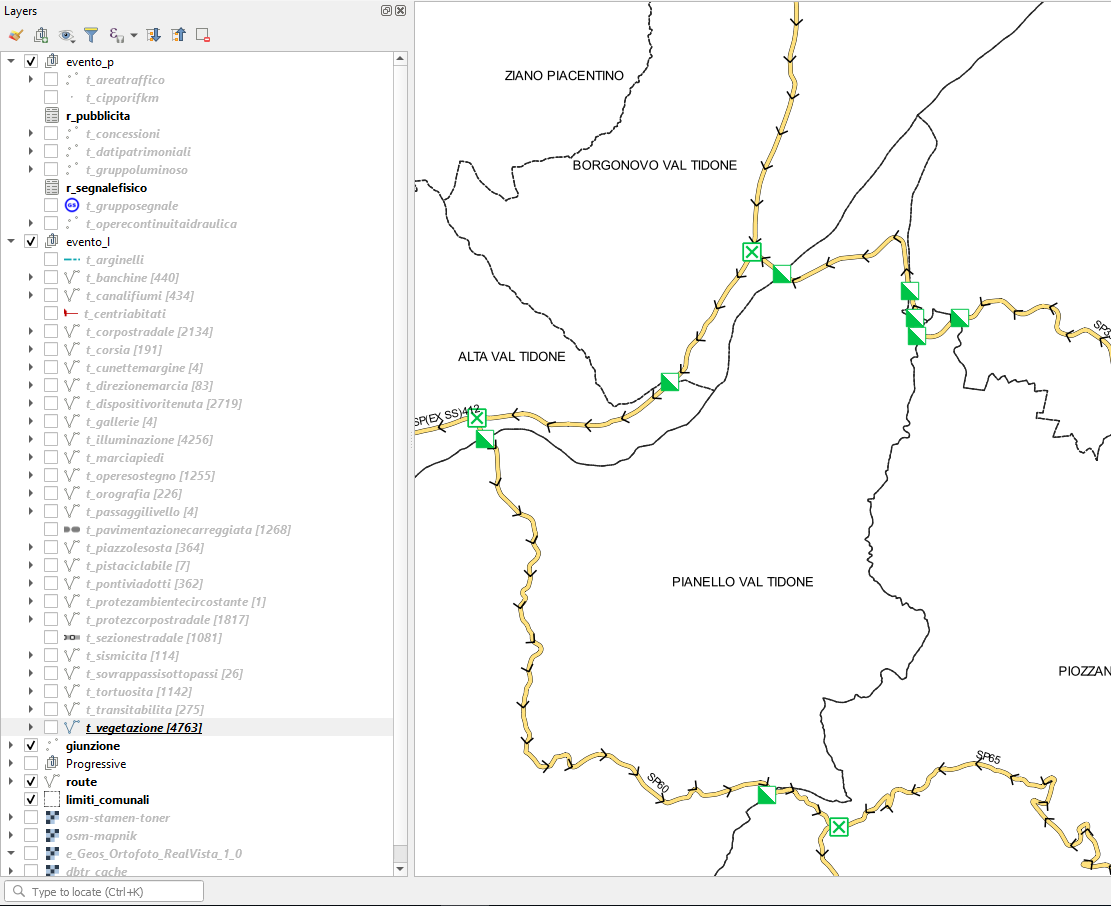 Layers
evento_p
t_areatraffico
t_cipporifkm
r_pubblicita
t_concessioni
t_datipatrimoniali
t_gruppoluminoso
r_segnalefisico
GS
t_grupposegnale
t_operecontinuitaidraulica
evento_l
t_arginelli
t_banchine [440]
t_canalifiumi [434]
t_centriabitati
t_corpostradale [2134]
t_corsia [191]
t_cunettemargine [4]
t_direzionemarcia [83]
t_dispositivoritenuta [2719]
t_gallerie [4]
t_illuminazione [4256]
t_marciapiedi
t_operesostegno [1255]
t_orografia [226]
t_passaggilivello [4]
t_pavimentazionecarreggiata [1268]
t_piazzolesosta [364]
t_pistaciclabile [7]
t_pontiviadotti [362]
t_protezambientecircostante [1]
t_protezcorpostradale [1817]
t_sezionestradale [1081]
t_sismicita [114]
t_sovrappassisottopassi [26]
t_tortuosita [1142]
t_transitabilita [275]
t_vegetazione [4763]
giunzione
Progressive
route
limiti_comunali
osm-stamen-toner
osm-mapnik
e_Geos_Ortofoto_RealVista_1_0
dbtr_cache
Type to locate (Ctrl+K)
ZIANO PIACENTINO
BORGONOVO VAL TIDONE
ALTA VAL TIDONE
SP(EX SS)412
PIANELLO VAL TIDONE
PIOZZAN
SP60
SP65